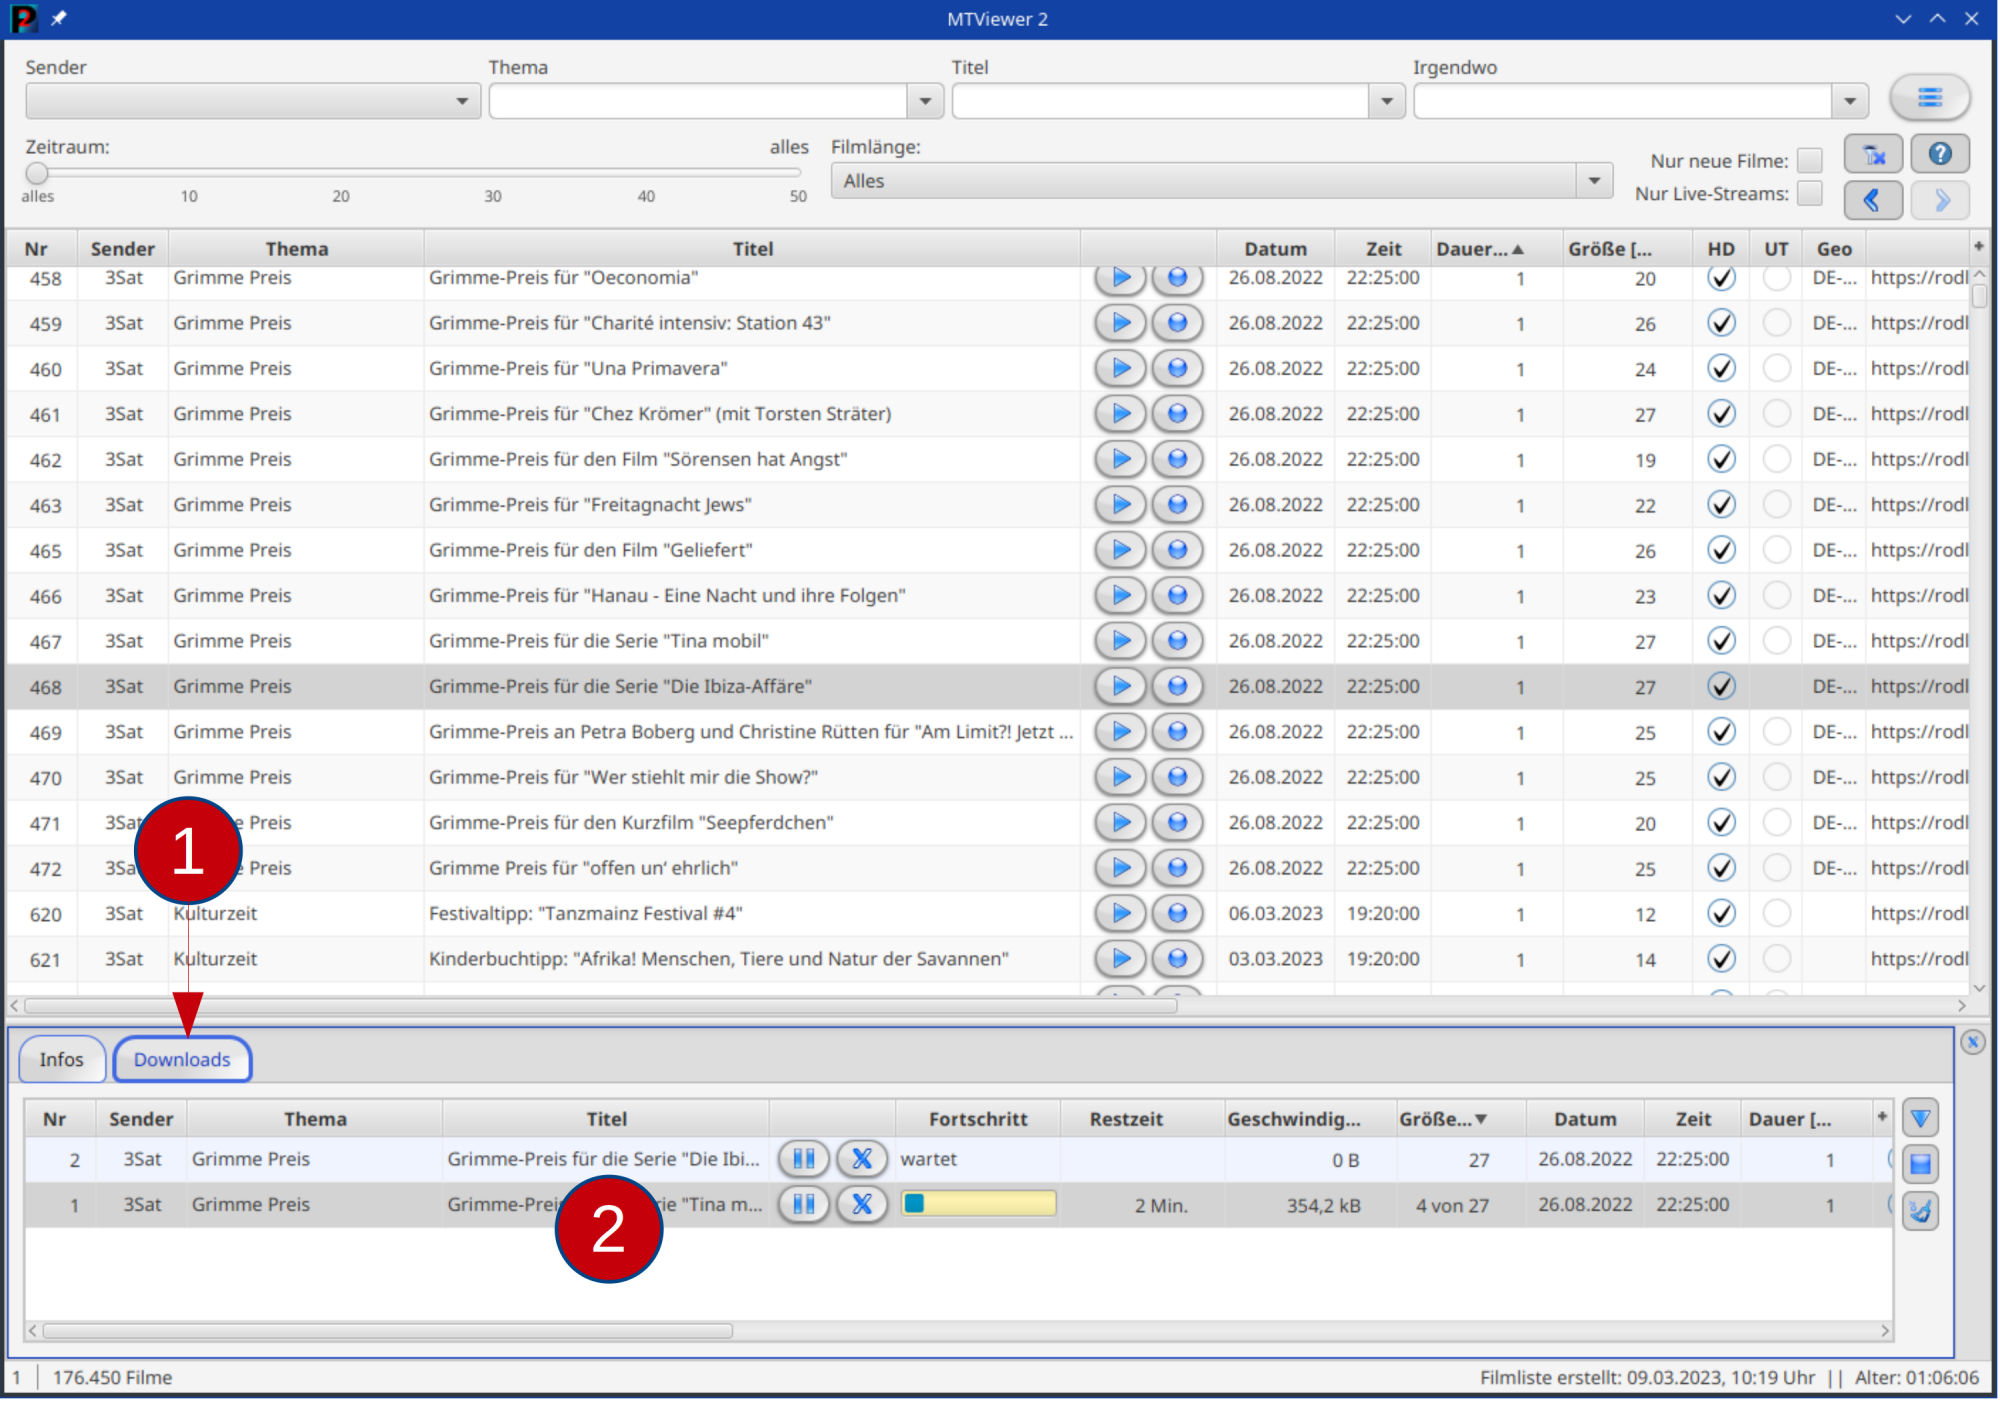 MTViewer 2
Sender Thema Titel Irgendwo
Zeitraum: alles Filmlänge:
Alles
Nur neue Filme:
Nur Live-Streams:
alles 10 20 30 40 50
Nr Sender Thema Titel Datum Zeit Dauer... Größe [... HD UT Geo
458 3Sat Grimme Preis Grimme-Preis für "Oeconomia" 26.08.2022 22:25:00 1 20 DE-... https://rodl
459 3Sat Grimme Preis Grimme-Preis für "Charité intensiv: Station 43" 26.08.2022 22:25:00 1 26 DE-... https://rodl
460 3Sat Grimme Preis Grimme-Preis für "Una Primavera" 26.08.2022 22:25:00 1 24 DE-... https://rodl
461 3Sat Grimme Preis Grimme-Preis für "Chez Krömer" (mit Torsten Sträter) 26.08.2022 22:25:00 1 27 DE-... https://rodl
462 3Sat Grimme Preis Grimme-Preis für den Film "Sörensen hat Angst" 26.08.2022 22:25:00 1 19 DE-... https://rodl
463 3Sat Grimme Preis Grimme-Preis für "Freitagnacht Jews" 26.08.2022 22:25:00 1 22 DE-... https://rodl
465 3Sat Grimme Preis Grimme-Preis für den Film "Geliefert" 26.08.2022 22:25:00 1 26 DE-... https://rodl
466 3Sat Grimme Preis Grimme-Preis für "Hanau - Eine Nacht und ihre Folgen" 26.08.2022 22:25:00 1 23 DE-... https://rodl
467 3Sat Grimme Preis Grimme-Preis für die Serie "Tina mobil" 26.08.2022 22:25:00 1 27 DE-... https://rodl
468 3Sat Grimme Preis Grimme-Preis für die Serie "Die Ibiza-Affäre" 26.08.2022 22:25:00 1 27 DE-... https://rodl
469 3Sat Grimme Preis Grimme-Preis an Petra Boberg und Christine Rütten für "Am Limit?! Jetzt ... 26.08.2022 22:25:00 1 25 DE-... https://rodl
470 3Sat Grimme Preis Grimme-Preis für "Wer stiehlt mir die Show?" 26.08.2022 22:25:00 1 25 DE-... https://rodl
471 3Sat Preis Grimme-Preis für den Kurzfilm "Seepferdchen" 26.08.2022 22:25:00 1 20 DE-... https://rodl
1
472 3Sa Preis Grimme Preis für "offen un' ehrlich" 26.08.2022 22:25:00 1 25 DE-... https://rodl
620 3Sat Kulturzeit Festivaltipp: "Tanzmainz Festival #4" 06.03.2023 19:20:00 1 12 https://rodl
621 3Sat Kulturzeit Kinderbuchtipp: "Afrika! Menschen, Tiere und Natur der Savannen" 03.03.2023 19:20:00 1 14 https://rodl
Infos Downloads
Nr Sender Thema Titel Fortschritt Restzeit Geschwindig... Größe... Datum Zeit Dauer [...
2 3Sat Grimme Preis Grimme-Preis für die Serie "Die Ibi... wartet 0 B 27 26.08.2022 22:25:00 1
1 3Sat Grimme Preis Grimme-Prei rie "Tina m... 2 Min. 354,2 kB 4 von 27 26.08.2022 22:25:00 1
2
1 176.450 Filme Filmliste erstellt: 09.03.2023, 10:19 Uhr || Alter: 01:06:06